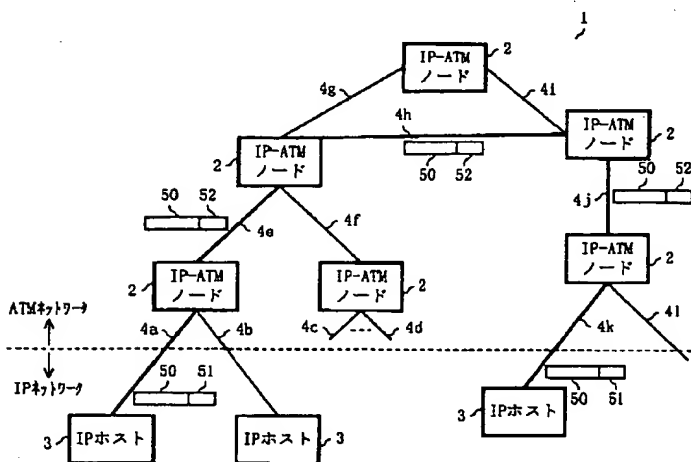 1
IP-ATM
ノード
2
4g
4i
4h
50
52
2
IP-ATM
ノード
IP-ATM
ノード
2
50
52
4j
50
52
4e
4f
2
IP-ATM
ノード
IP-ATM
ノード
2
IP-ATM
ノード
2
ATMネットワーク
4a
4b
4c
4d
4k
4l
IPネットワーク
50
51
50
51
3
IPホスト
IPホスト
3
3
IPホスト